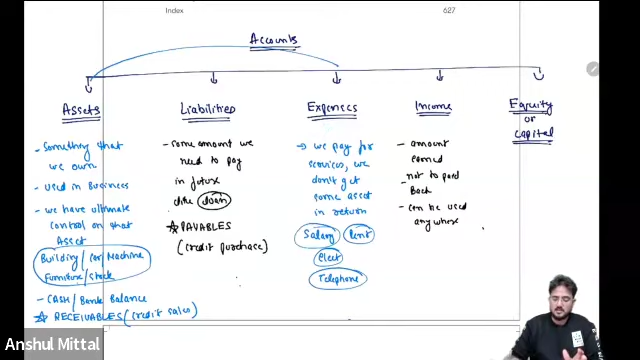 Index 627
Accounts
Assets
- Something that
we own
- used in Business
- we have ultimate
control on that
Asset
Building / Car / Machine
Furniture / Stock
- CASH / Bank Balance
* RECEIVABLES (credit sales)
Liabilities
- some amount we
need to pay
in future
like loan
* PAYABLES
(credit purchase)
Expenses
→ we pay for
services, we
don't get
some asset
in return
Salary Rent
elect
Telephone
Income
- amount
earned
- not to paid
Back
- can be used
anywhere
Equity
or
capital
Anshul Mittal